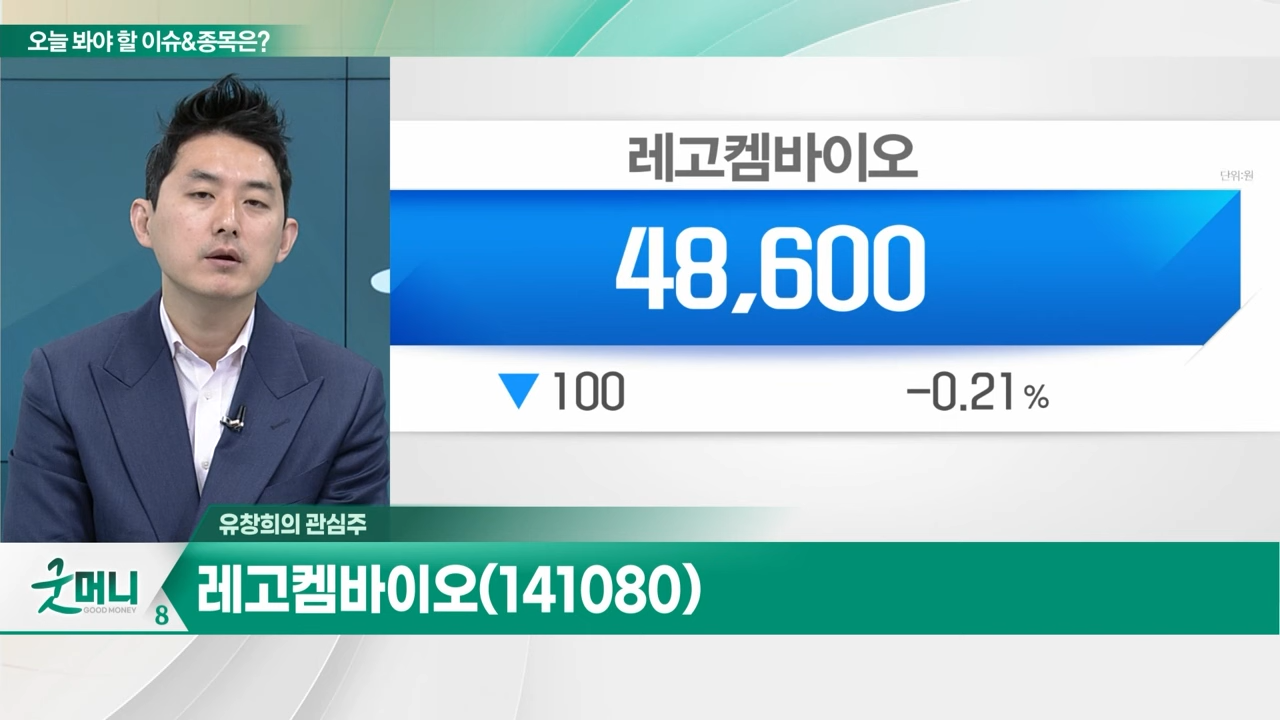 오늘 봐야 할 이슈&종목은?
레고켐바이오
단위:원
48,600
▼ 100 -0.21%
유창희의 관심주
굿머니
GOOD MONEY
8
레고켐바이오(141080)